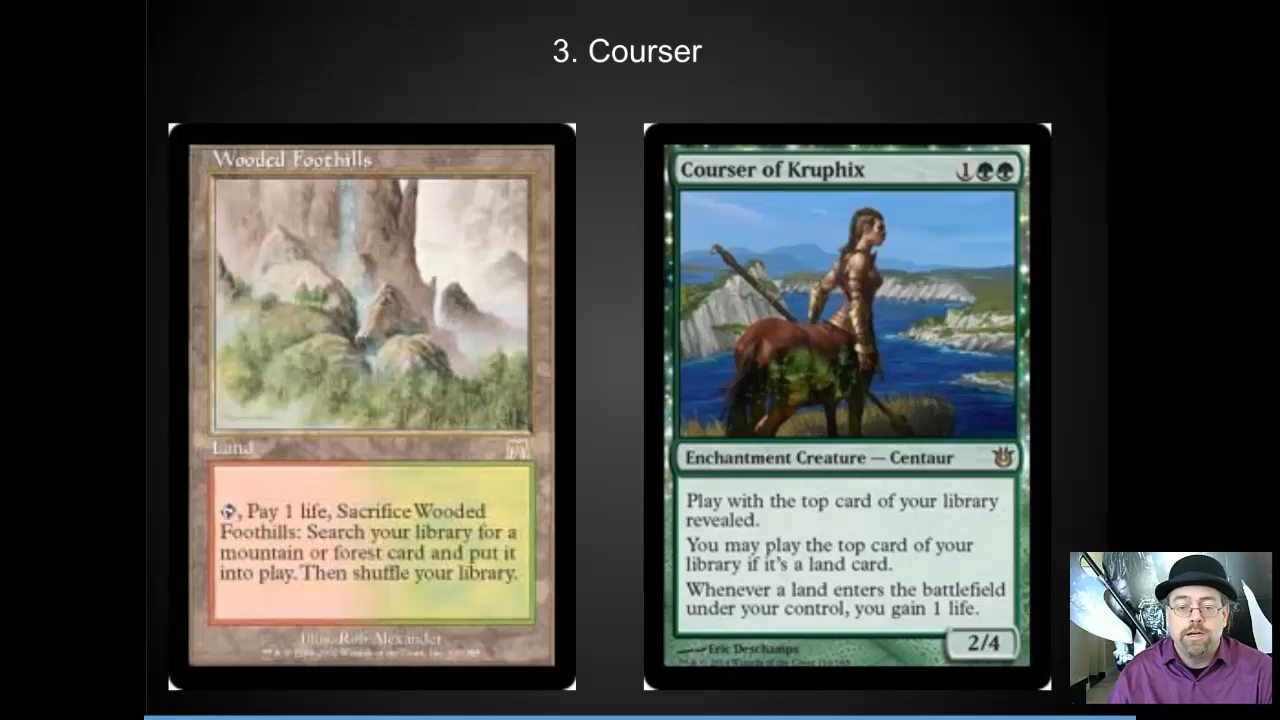 3. Courser
Wooded Foothills
Land
, Pay 1 life, Sacrifice Wooded
Foothills: Search your library for a
mountain or forest card and put it
into play. Then shuffle your library.
Illus. Rob Alexander
Courser of Kruphix
1
Enchantment Creature — Centaur
Play with the top card of your library
revealed.
You may play the top card of your
library if it's a land card.
Whenever a land enters the battlefield
under your control, you gain 1 life.
2/4
Eric Deschamps